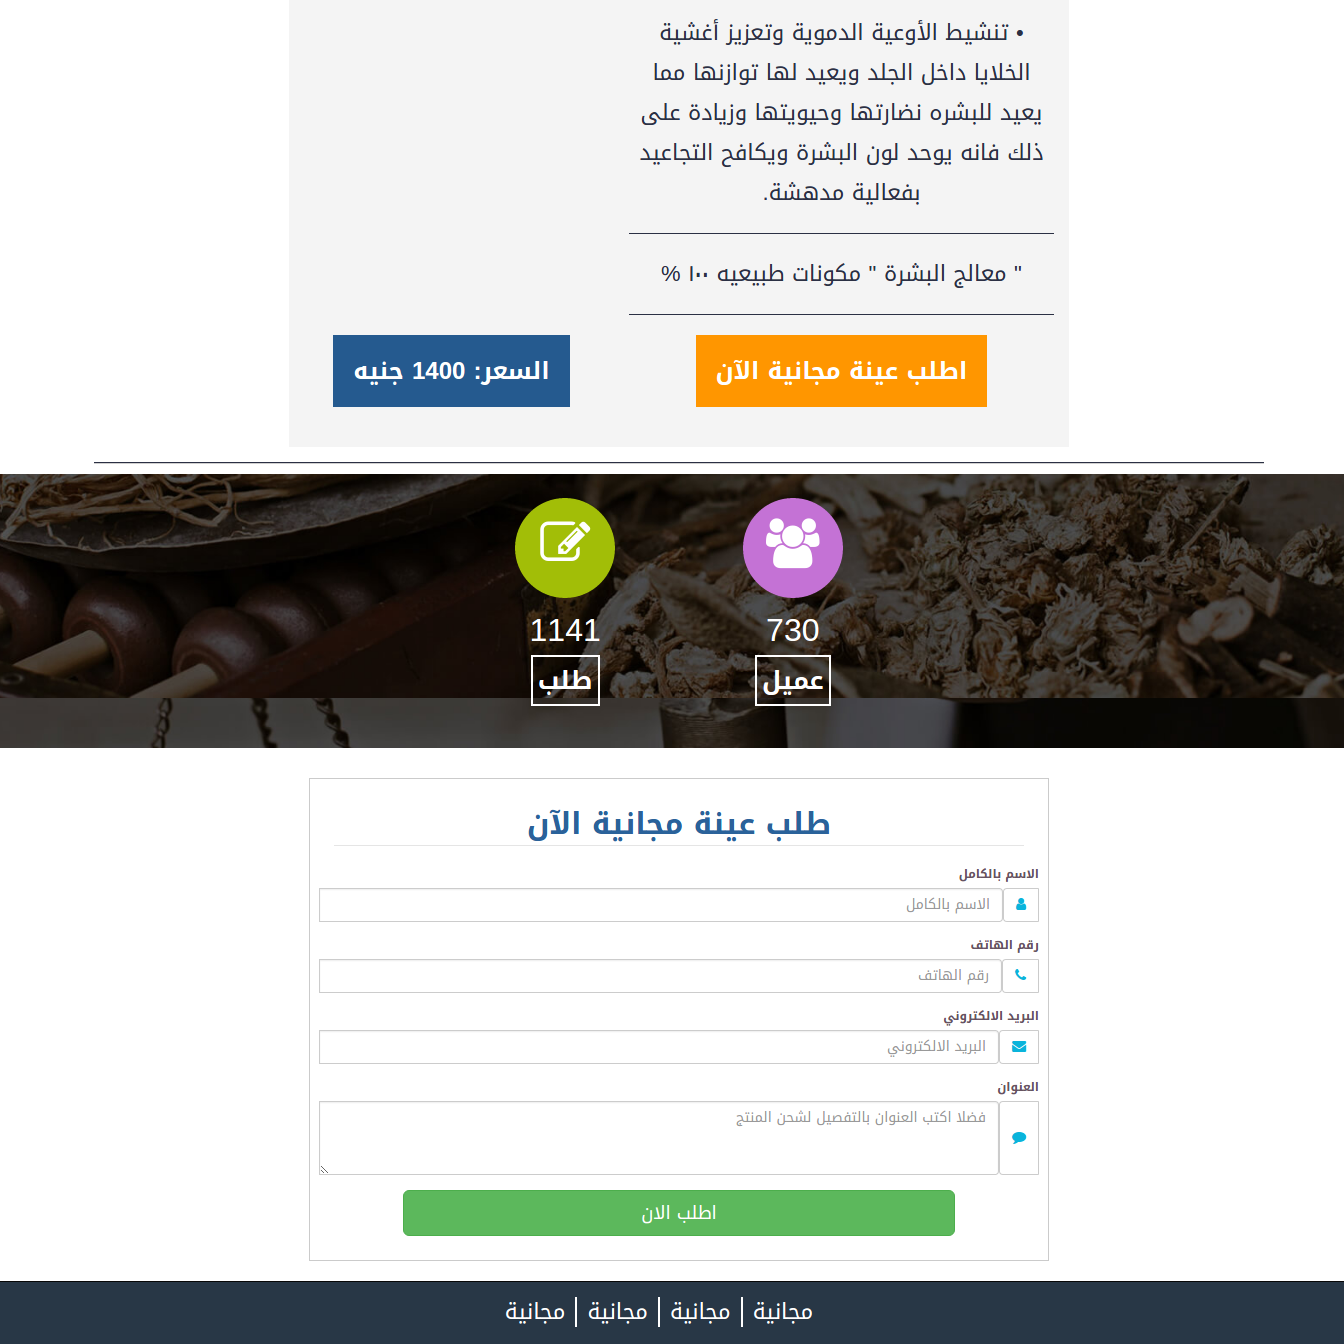 • تنشيط الأوعية الدموية وتعزيز أغشية
الخلايا داخل الجلد ويعيد لها توازنها مما
يعيد للبشره نضارتها وحيويتها وزيادة على
ذلك فانه يوحد لون البشرة ويكافح التجاعيد
بفعالية مدهشة.
" معالج البشرة " مكونات طبيعيه ١٠٠ %
اطلب عينة مجانية الآن
السعر: 1400 جنيه
730
عميل
1141
طلب
طلب عينة مجانية الآن
الاسم بالكامل
الاسم بالكامل
رقم الهاتف
رقم الهاتف
البريد الالكتروني
البريد الالكتروني
العنوان
فضلا اكتب العنوان بالتفصيل لشحن المنتج
اطلب الان
مجانية | مجانية | مجانية | مجانية